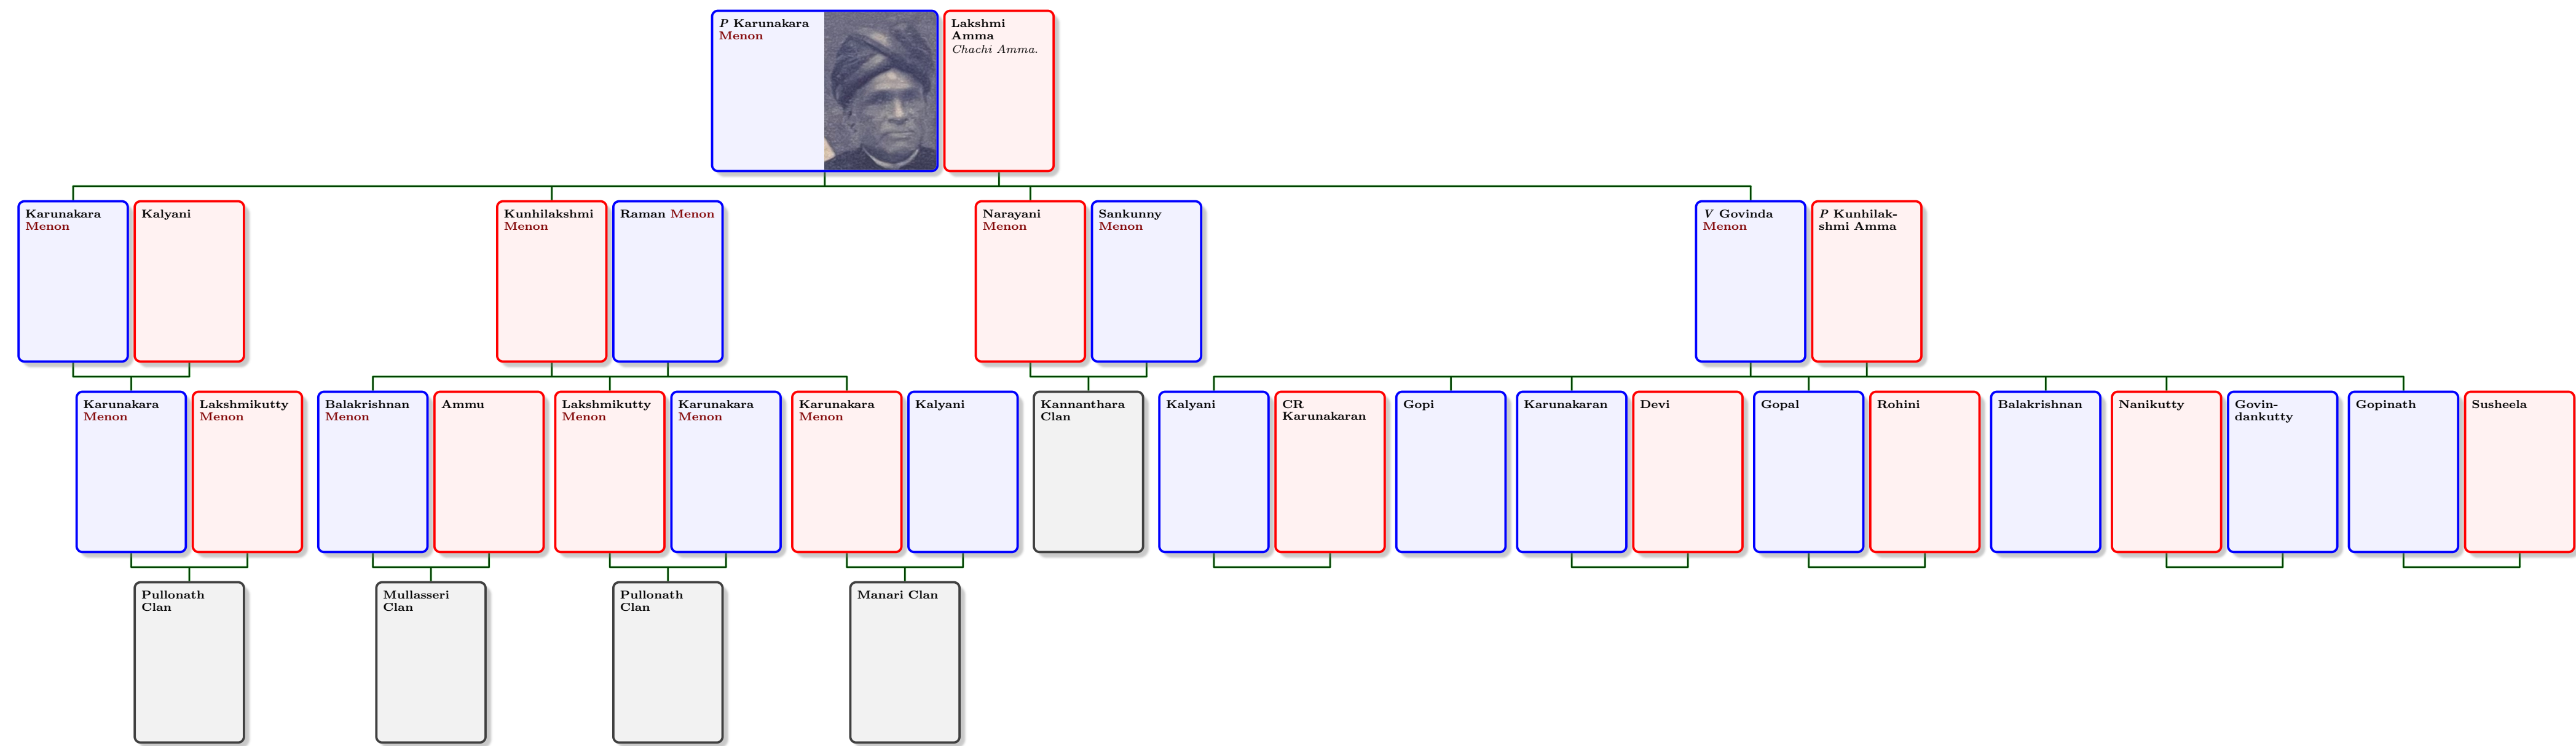 P Karunakara
Menon
Lakshmi
Amma
Chachi Amma.
Karunakara
Menon
Kalyani
Kunhilakshmi
Menon
Raman Menon
Narayani
Menon
Sankunny
Menon
V Govinda
Menon
P Kunhilak-
shmi Amma
Karunakara
Menon
Lakshmikutty
Menon
Balakrishnan
Menon
Ammu
Lakshmikutty
Menon
Karunakara
Menon
Karunakara
Menon
Kalyani
Kannanthara
Clan
Kalyani
CR
Karunakaran
Gopi
Karunakaran
Devi
Gopal
Rohini
Balakrishnan
Nanikutty
Govin-
dankutty
Gopinath
Susheela
Pullonath
Clan
Mullasseri
Clan
Pullonath
Clan
Manari Clan